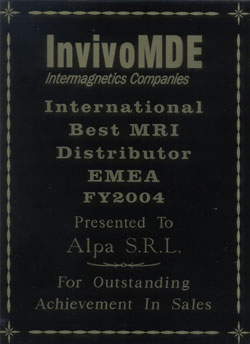 InvivoMDE
Intermagnetics Companies
International
Best MRI
Distributor
EMEA
FY2004
Presented To
Alpa S.R.L.
For Outstanding
Achievement In Sales